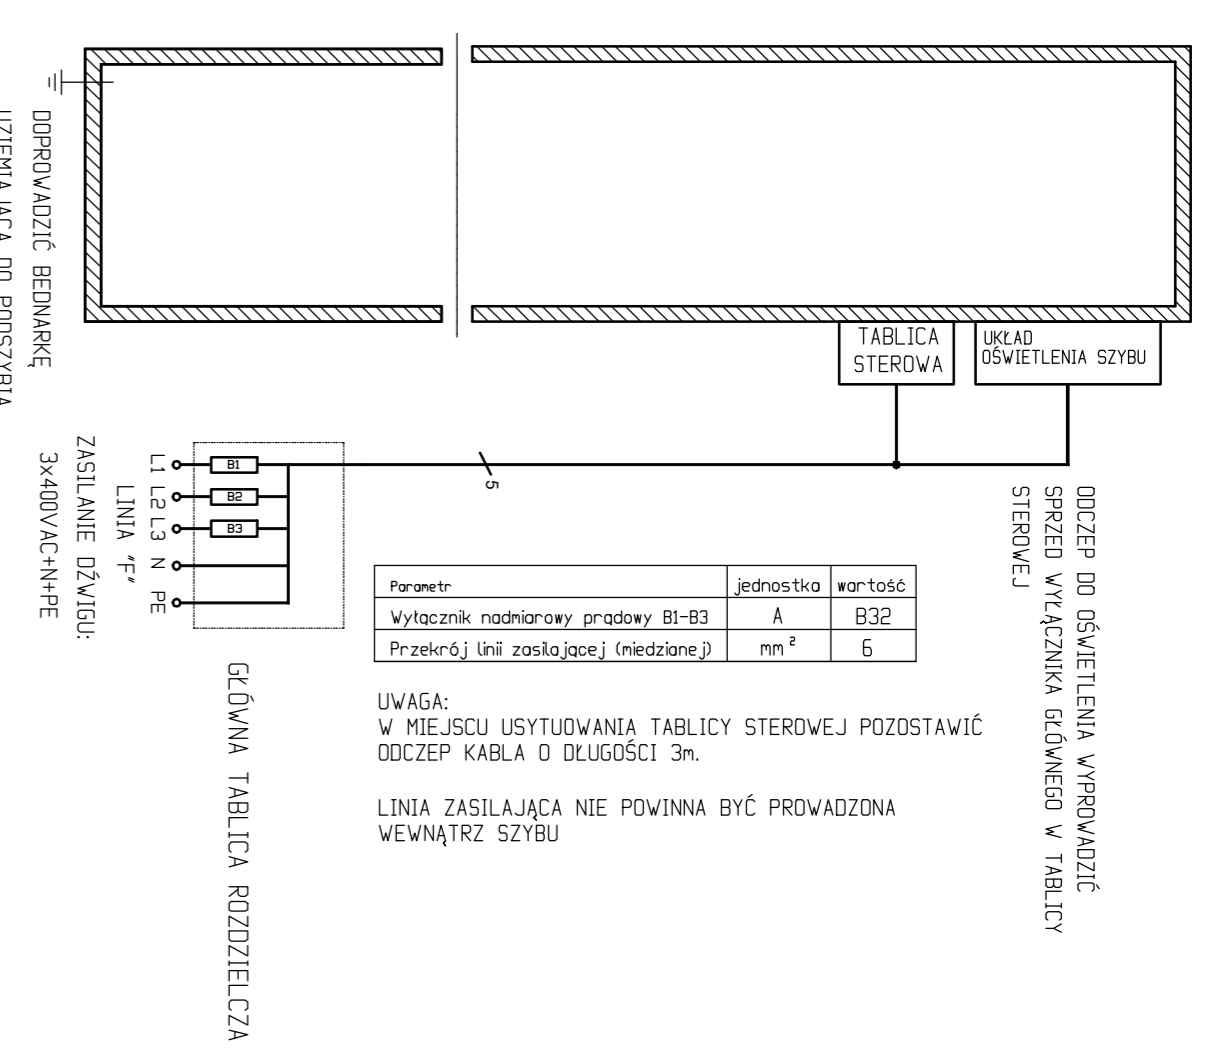 DOPROWADZIĆ BEDNARKĘ
UZIEMIAJĄCĄ DO PODSZYBIA
TABLICA
STEROWA
UKŁAD
OŚWIETLENIA SZYBU
ZASILANIE DŹWIGU:
3x400VAC+N+PE
LINIA "F"
L1
L2
L3
N
PE
B1
B2
B3
5
ODCZEP DO OŚWIETLENIA WYPROWADZIĆ
SPRZED WYŁĄCZNIKA GŁÓWNEGO W TABLICY
STEROWEJ
Parametr jednostka wartość
Wyłącznik nadmiarowy prądowy B1-B3 A B32
Przekrój linii zasilającej (miedzianej) mm² 6
GŁÓWNA TABLICA ROZDZIELCZA
UWAGA:
W MIEJSCU USYTUOWANIA TABLICY STEROWEJ POZOSTAWIĆ
ODCZEP KABLA O DŁUGOŚCI 3m.
LINIA ZASILAJĄCA NIE POWINNA BYĆ PROWADZONA
WEWNĄTRZ SZYBU